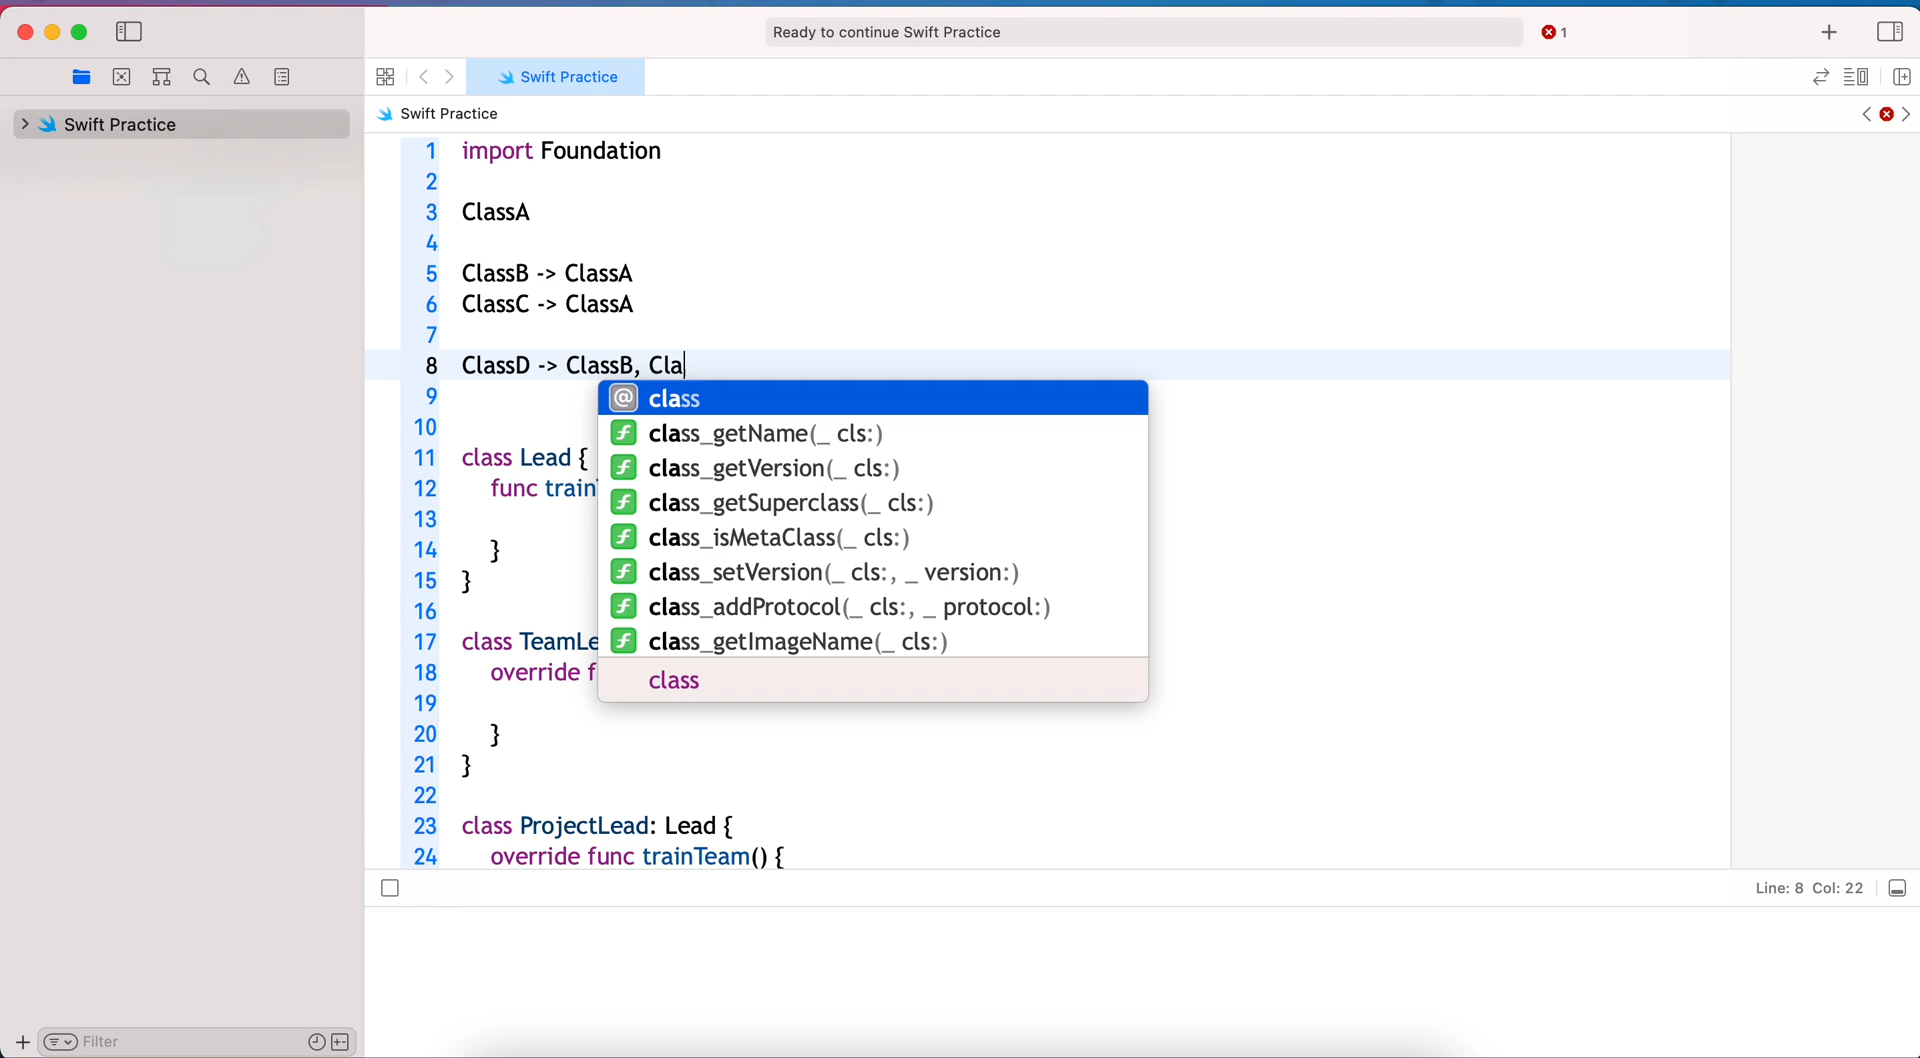 Ready to continue Swift Practice
1
Swift Practice
Swift Practice
Swift Practice
1 import Foundation
2
3 ClassA
4
5 ClassB -> ClassA
6 ClassC -> ClassA
7
8 ClassD -> ClassB, Cla
9
10
11 class Lead {
12 func train
13
14 }
15 }
16
17 class TeamLe
18 override f
19
20 }
21 }
22
23 class ProjectLead: Lead {
24 override func trainTeam() {
@ class
f class_getName(_ cls:)
f class_getVersion(_ cls:)
f class_getSuperclass(_ cls:)
f class_isMetaClass(_ cls:)
f class_setVersion(_ cls:, _ version:)
f class_addProtocol(_ cls:, _ protocol:)
f class_getImageName(_ cls:)
class
Line: 8 Col: 22
Filter